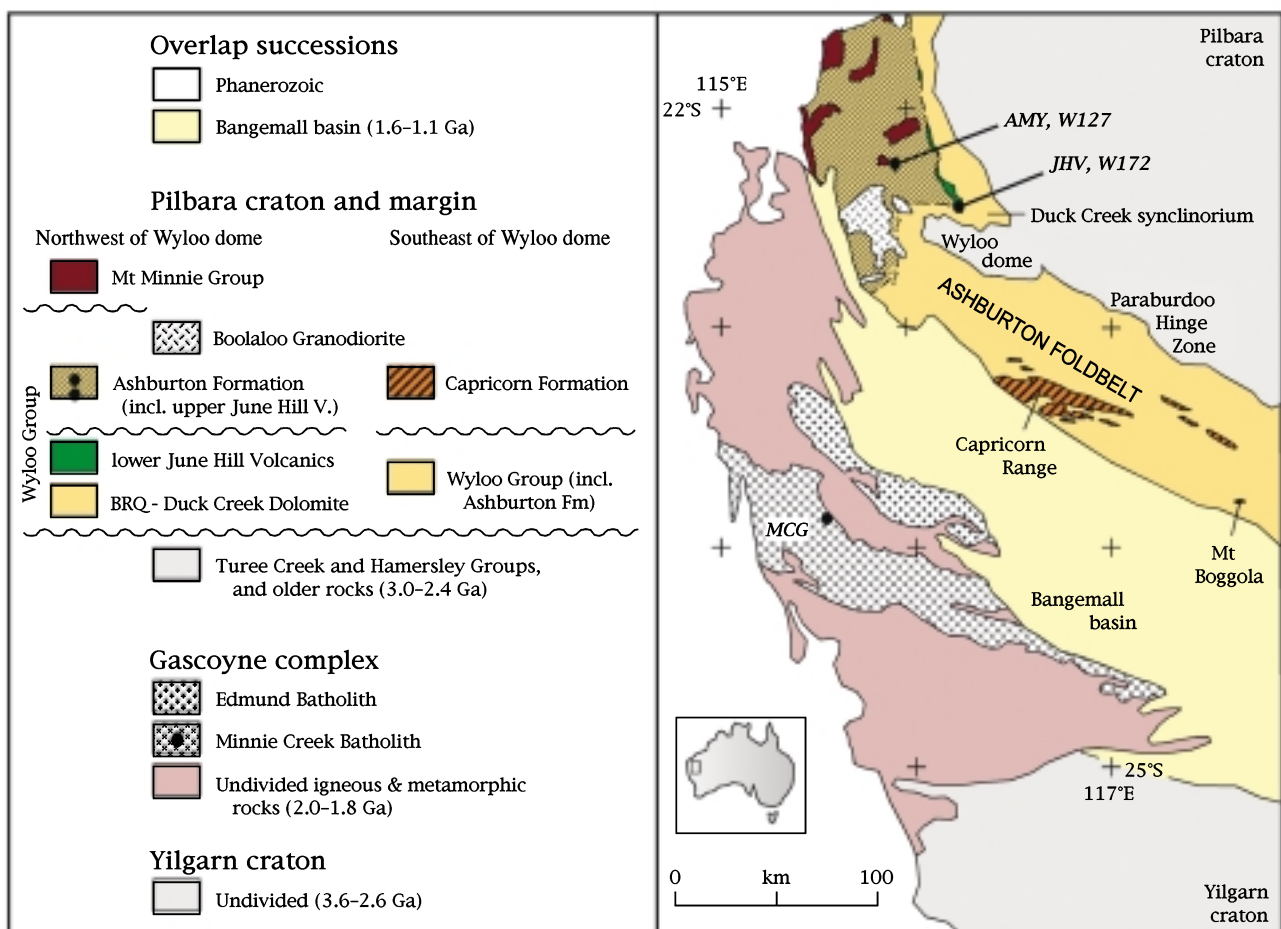 Overlap successions
Phanerozoic
Bangemall basin (1.6–1.1 Ga)
Pilbara craton and margin
Northwest of Wyloo dome
Southeast of Wyloo dome
Mt Minnie Group
Boolaloo Granodiorite
Wyloo Group
Ashburton Formation
(incl. upper June Hill V.)
Capricorn Formation
lower June Hill Volcanics
BRQ - Duck Creek Dolomite
Wyloo Group (incl.
Ashburton Fm)
Turee Creek and Hamersley Groups,
and older rocks (3.0–2.4 Ga)
Gascoyne complex
Edmund Batholith
Minnie Creek Batholith
Undivided igneous & metamorphic
rocks (2.0–1.8 Ga)
Yilgarn craton
Undivided (3.6–2.6 Ga)
Pilbara
craton
115°E
22°S
AMY, W127
JHV, W172
Duck Creek synclinorium
Wyloo
dome
ASHBURTON FOLDBELT
Paraburdoo
Hinge
Zone
Capricorn
Range
MCG
Mt
Boggola
Bangemall
basin
25°S
117°E
0 km 100
Yilgarn
craton